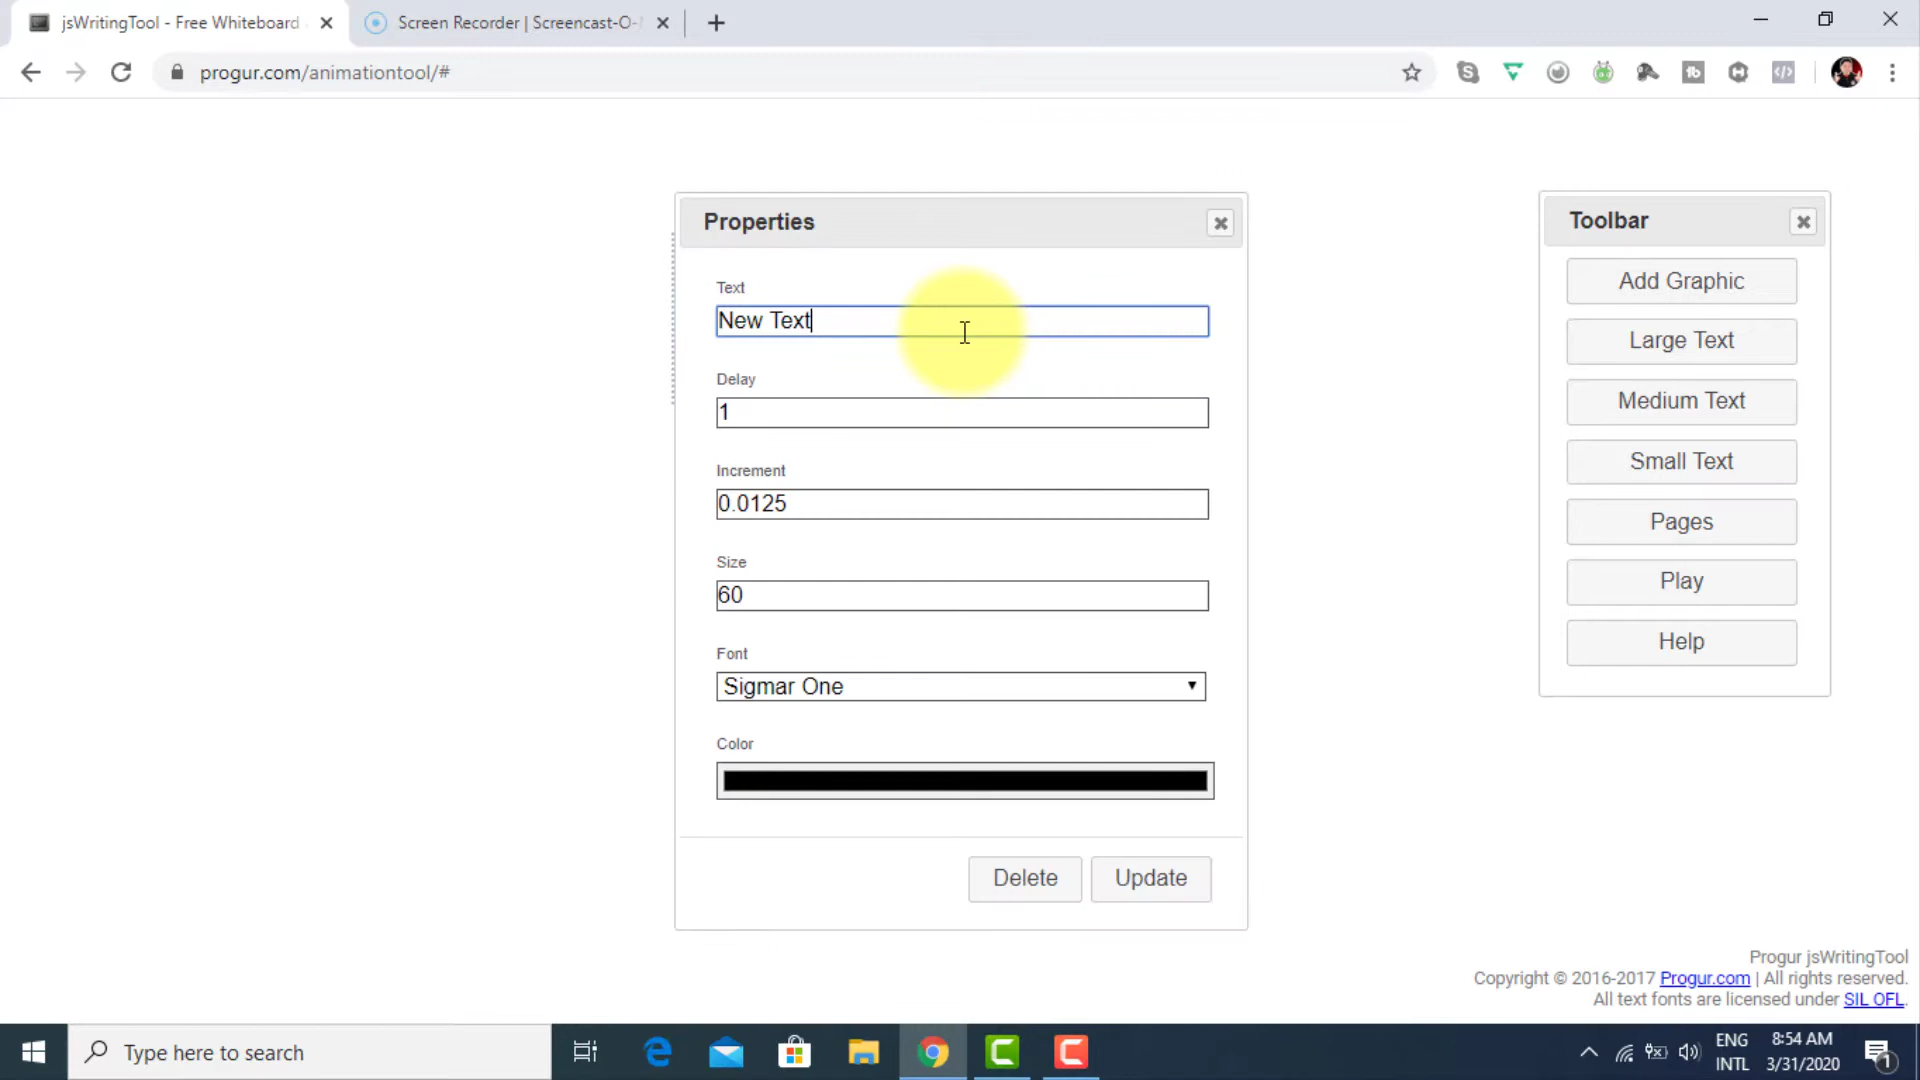 jsWritingTool - Free Whiteboard
Screen Recorder | Screencast-O-
progur.com/animationtool/#
Properties
Text
New Text
Delay
1
Increment
0.0125
Size
60
Font
Sigmar One
Color
Delete
Update
Toolbar
Add Graphic
Large Text
Medium Text
Small Text
Pages
Play
Help
Progur jsWritingTool
Copyright © 2016-2017 Progur.com | All rights reserved.
All text fonts are licensed under SIL OFL.
Type here to search
ENG
INTL
8:54 AM
3/31/2020
1